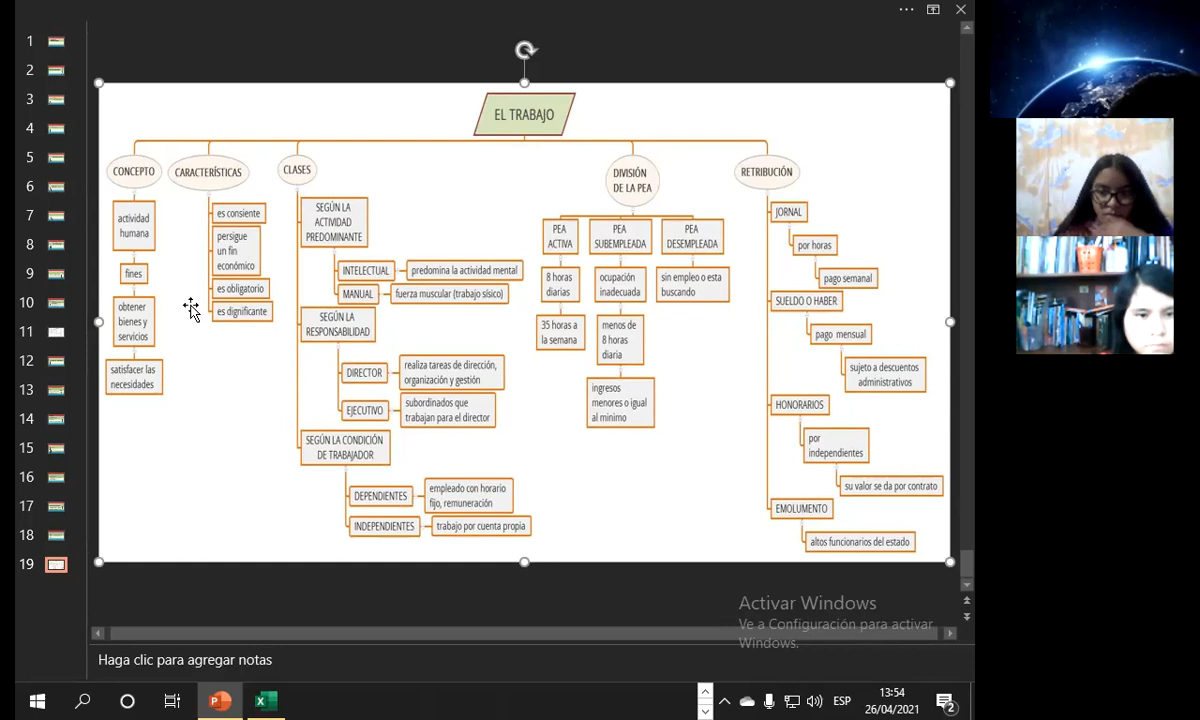 1
2
3
4
5
6
7
8
9
10
11
12
13
14
15
16
17
18
19
EL TRABAJO
CONCEPTO
actividad
humana
fines
obtener
bienes y
servicios
satisfacer las
necesidades
CARACTERÍSTICAS
es consiente
persigue
un fin
económico
es obligatorio
es dignificante
CLASES
SEGÚN LA
ACTIVIDAD
PREDOMINANTE
INTELECTUAL
predomina la actividad mental
MANUAL
fuerza muscular (trabajo sísico)
SEGÚN LA
RESPONSABILIDAD
DIRECTOR
realiza tareas de dirección,
organización y gestión
EJECUTIVO
subordinados que
trabajan para el director
SEGÚN LA CONDICIÓN
DE TRABAJADOR
DEPENDIENTES
empleado con horario
fijo, remuneración
INDEPENDIENTES
trabajo por cuenta propia
DIVISIÓN
DE LA PEA
PEA
ACTIVA
8 horas
diarias
35 horas a
la semana
PEA
SUBEMPLEADA
ocupación
inadecuada
menos de
8 horas
diaria
ingresos
menores o igual
al mínimo
PEA
DESEMPLEADA
sin empleo o esta
buscando
RETRIBUCIÓN
JORNAL
por horas
pago semanal
SUELDO O HABER
pago mensual
sujeto a descuentos
administrativos
HONORARIOS
por
independientes
su valor se da por contrato
EMOLUMENTO
altos funcionarios del estado
Activar Windows
Ve a Configuración para activar
Windows.
Haga clic para agregar notas
ESP
13:54
26/04/2021
2